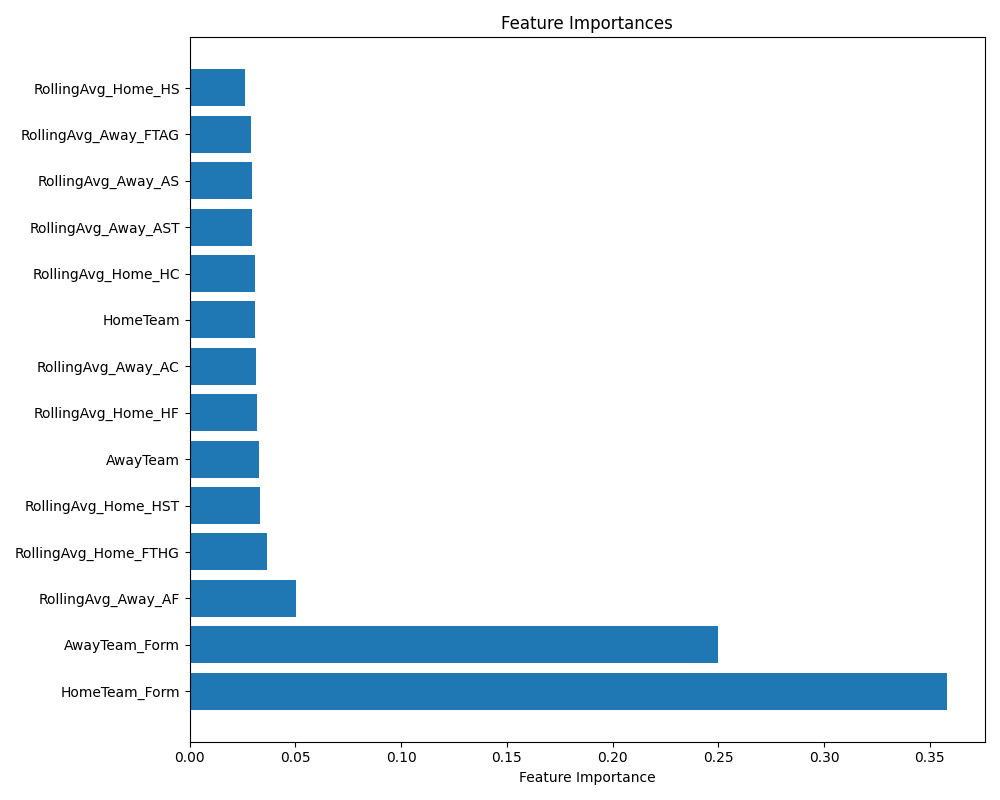 Feature Importances
RollingAvg_Home_HS
RollingAvg_Away_FTAG
RollingAvg_Away_AS
RollingAvg_Away_AST
RollingAvg_Home_HC
HomeTeam
RollingAvg_Away_AC
RollingAvg_Home_HF
AwayTeam
RollingAvg_Home_HST
RollingAvg_Home_FTHG
RollingAvg_Away_AF
AwayTeam_Form
HomeTeam_Form
0.00 0.05 0.10 0.15 0.20 0.25 0.30 0.35
Feature Importance